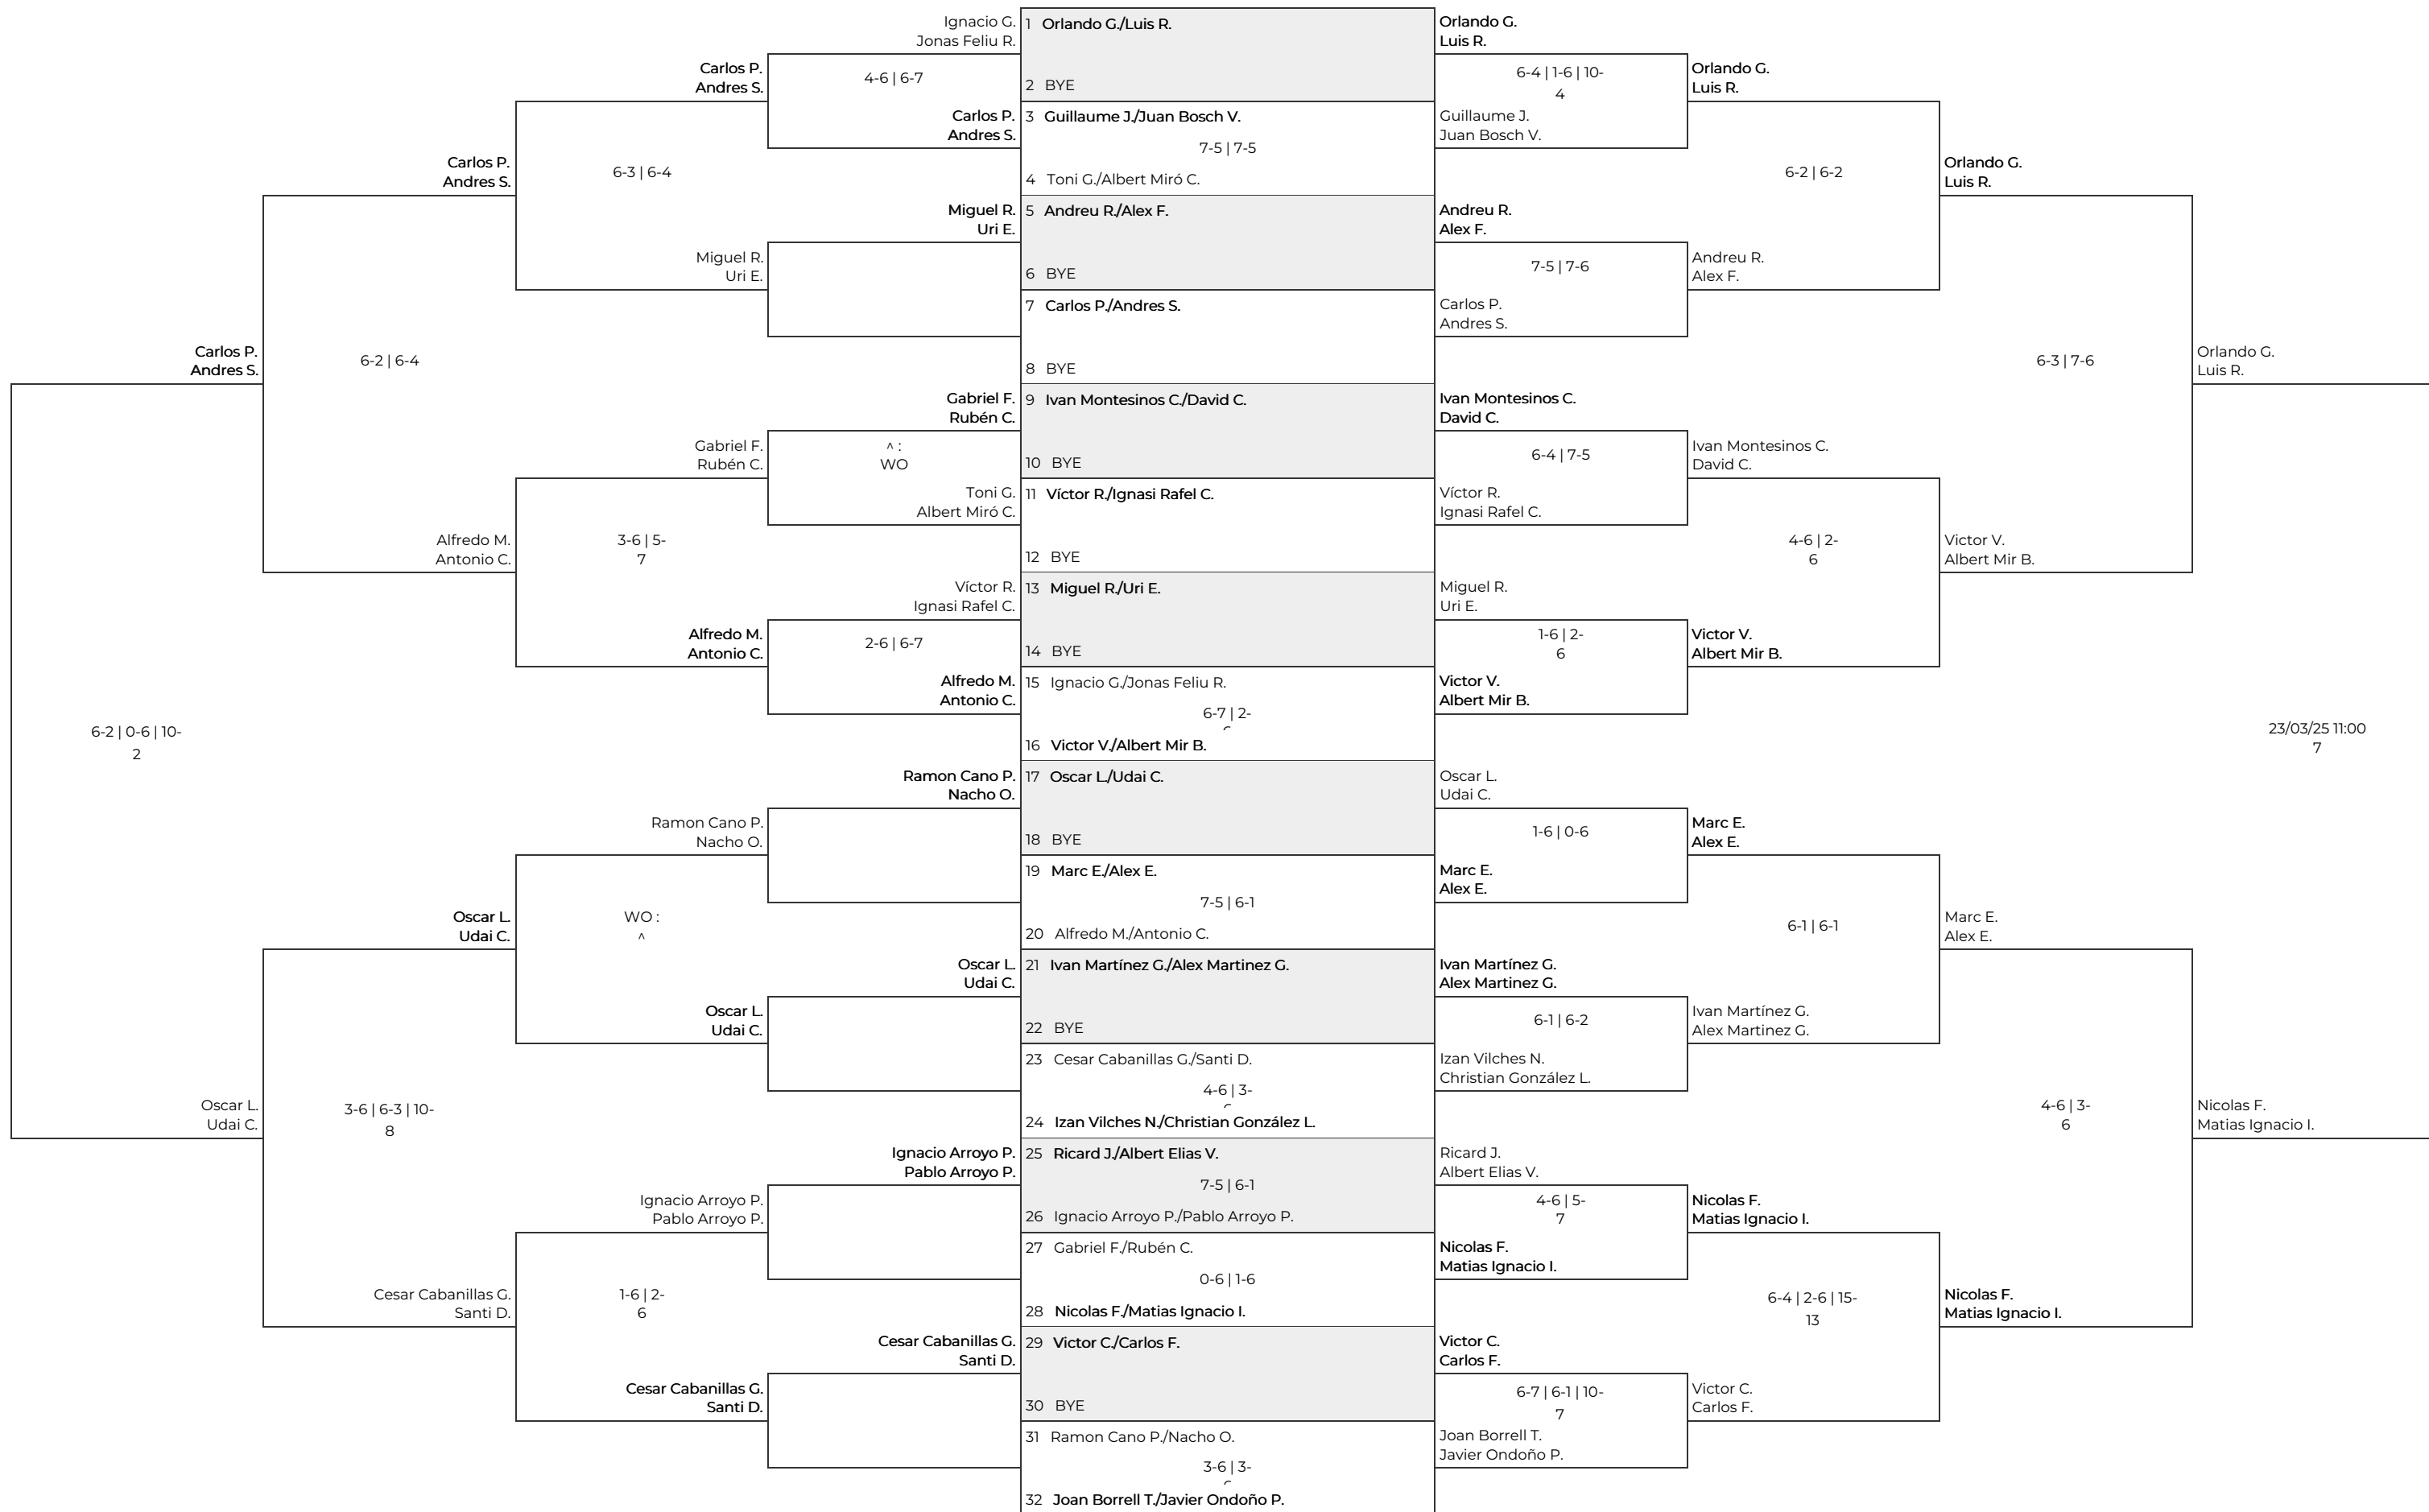 Carlos P.
Andres S.
6-2 | 0-6 | 10-
2
Oscar L.
Udai C.
Carlos P.
Andres S.
6-2 | 6-4
Alfredo M.
Antonio C.
Oscar L.
Udai C.
3-6 | 6-3 | 10-
8
Cesar Cabanillas G.
Santi D.
Carlos P.
Andres S.
6-3 | 6-4
Miguel R.
Uri E.
Gabriel F.
Rubén C.
3-6 | 5-
7
Alfredo M.
Antonio C.
Ramon Cano P.
Nacho O.
WO :
^
Oscar L.
Udai C.
Ignacio Arroyo P.
Pablo Arroyo P.
1-6 | 2-
6
Cesar Cabanillas G.
Santi D.
Ignacio G.
Jonas Feliu R.
4-6 | 6-7
Carlos P.
Andres S.
Miguel R.
Uri E.
Gabriel F.
Rubén C.
^ :
WO
Toni G.
Albert Miró C.
Víctor R.
Ignasi Rafel C.
2-6 | 6-7
Alfredo M.
Antonio C.
Ramon Cano P.
Nacho O.
Oscar L.
Udai C.
Ignacio Arroyo P.
Pablo Arroyo P.
Cesar Cabanillas G.
Santi D.
1 Orlando G./Luis R.
2 BYE
3 Guillaume J./Juan Bosch V.
7-5 | 7-5
4 Toni G./Albert Miró C.
5 Andreu R./Alex F.
6 BYE
7 Carlos P./Andres S.
8 BYE
9 Ivan Montesinos C./David C.
10 BYE
11 Víctor R./Ignasi Rafel C.
12 BYE
13 Miguel R./Uri E.
14 BYE
15 Ignacio G./Jonas Feliu R.
6-7 | 2-
16 Victor V./Albert Mir B.
17 Oscar L./Udai C.
18 BYE
19 Marc E./Alex E.
7-5 | 6-1
20 Alfredo M./Antonio C.
21 Ivan Martínez G./Alex Martinez G.
22 BYE
23 Cesar Cabanillas G./Santi D.
4-6 | 3-
24 Izan Vilches N./Christian González L.
25 Ricard J./Albert Elias V.
7-5 | 6-1
26 Ignacio Arroyo P./Pablo Arroyo P.
27 Gabriel F./Rubén C.
0-6 | 1-6
28 Nicolas F./Matias Ignacio I.
29 Victor C./Carlos F.
30 BYE
31 Ramon Cano P./Nacho O.
3-6 | 3-
32 Joan Borrell T./Javier Ondoño P.
Orlando G.
Luis R.
6-4 | 1-6 | 10-
4
Guillaume J.
Juan Bosch V.
Andreu R.
Alex F.
7-5 | 7-6
Carlos P.
Andres S.
Ivan Montesinos C.
David C.
6-4 | 7-5
Víctor R.
Ignasi Rafel C.
Miguel R.
Uri E.
1-6 | 2-
6
Victor V.
Albert Mir B.
Oscar L.
Udai C.
1-6 | 0-6
Marc E.
Alex E.
Ivan Martínez G.
Alex Martinez G.
6-1 | 6-2
Izan Vilches N.
Christian González L.
Ricard J.
Albert Elias V.
4-6 | 5-
7
Nicolas F.
Matias Ignacio I.
Victor C.
Carlos F.
6-7 | 6-1 | 10-
7
Joan Borrell T.
Javier Ondoño P.
Orlando G.
Luis R.
6-2 | 6-2
Andreu R.
Alex F.
Ivan Montesinos C.
David C.
4-6 | 2-
6
Victor V.
Albert Mir B.
Marc E.
Alex E.
6-1 | 6-1
Ivan Martínez G.
Alex Martinez G.
Nicolas F.
Matias Ignacio I.
6-4 | 2-6 | 15-
13
Victor C.
Carlos F.
Orlando G.
Luis R.
6-3 | 7-6
Victor V.
Albert Mir B.
Marc E.
Alex E.
4-6 | 3-
6
Nicolas F.
Matias Ignacio I.
Orlando G.
Luis R.
23/03/25 11:00
7
Nicolas F.
Matias Ignacio I.